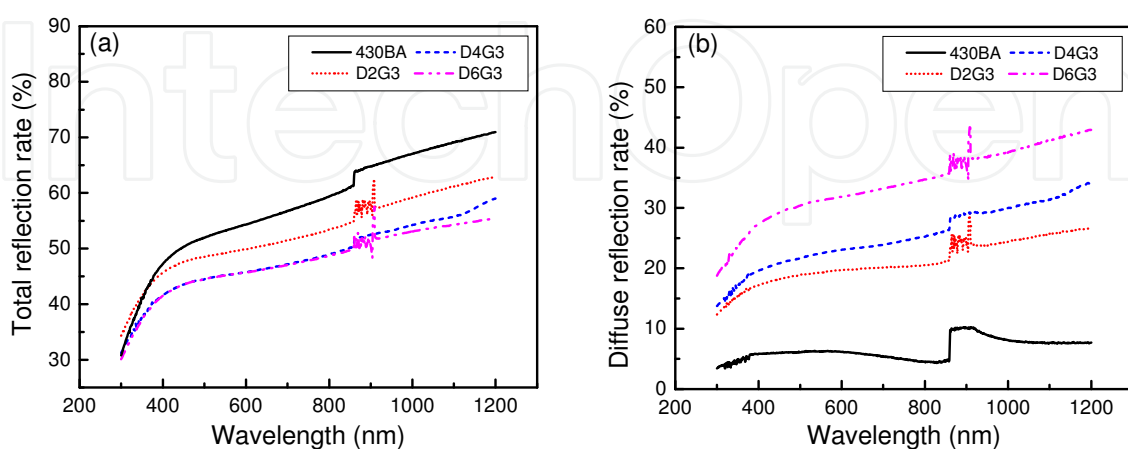 IntechOpen
(a)
430BA D4G3
D2G3 D6G3
Total reflection rate (%)
90
80
70
60
50
40
30
200 400 600 800 1000 1200
Wavelength (nm)
(b)
430BA D4G3
D2G3 D6G3
Diffuse reflection rate (%)
60
50
40
30
20
10
0
200 400 600 800 1000 1200
Wavelength (nm)